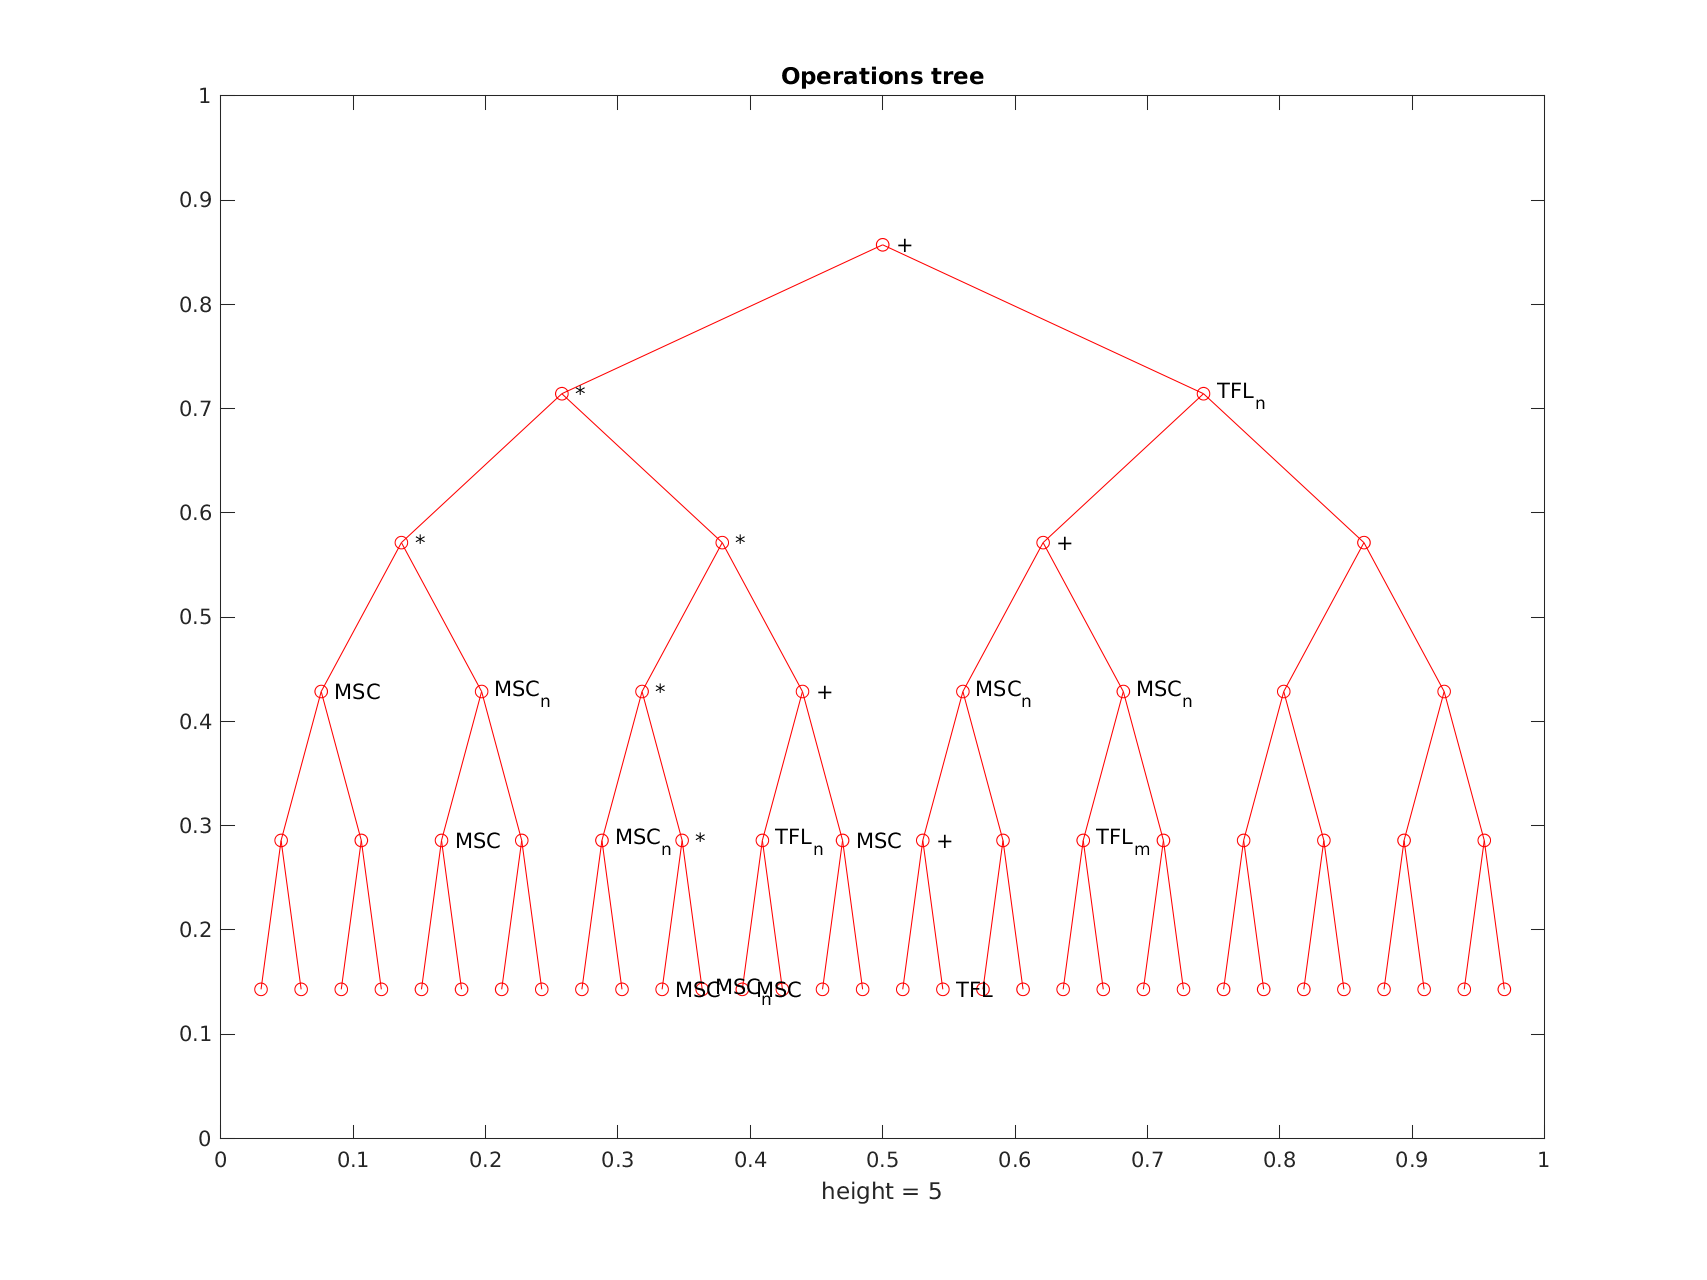 Operations tree
1
0.9
+
0.8
* TFLn
0.7
0.6
* * +
0.5
MSC MSCn * + MSCn MSCn
0.4
0.3
MSC MSCn * TFLn MSC + TFLm
0.2
MSC MSCn MSC TFL
0.1
0
0 0.1 0.2 0.3 0.4 0.5 0.6 0.7 0.8 0.9 1
height = 5